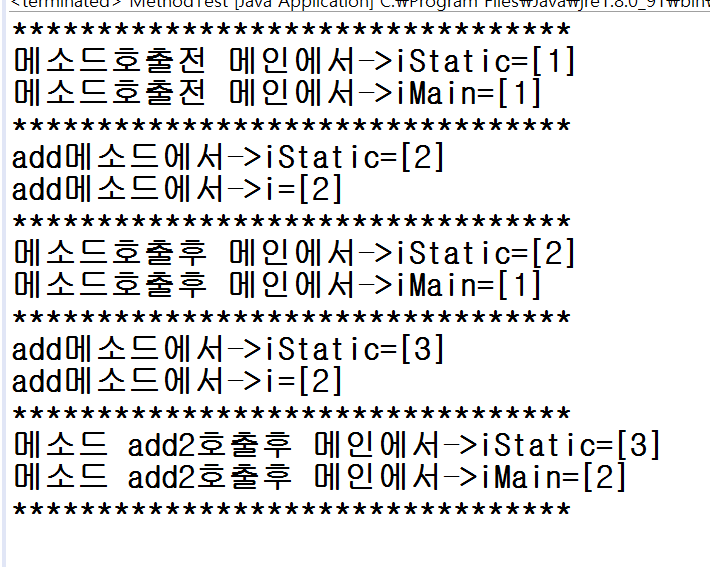 <terminated> MethodTest [Java Application] C:₩Program Files₩Java₩jre1.8.0_91₩bin₩
*********************************
메소드호출전 메인에서->iStatic=[1]
메소드호출전 메인에서->iMain=[1]
*********************************
add메소드에서->iStatic=[2]
add메소드에서->i=[2]
*********************************
메소드호출후 메인에서->iStatic=[2]
메소드호출후 메인에서->iMain=[1]
*********************************
add메소드에서->iStatic=[3]
add메소드에서->i=[2]
*********************************
메소드 add2호출후 메인에서->iStatic=[3]
메소드 add2호출후 메인에서->iMain=[2]
*********************************